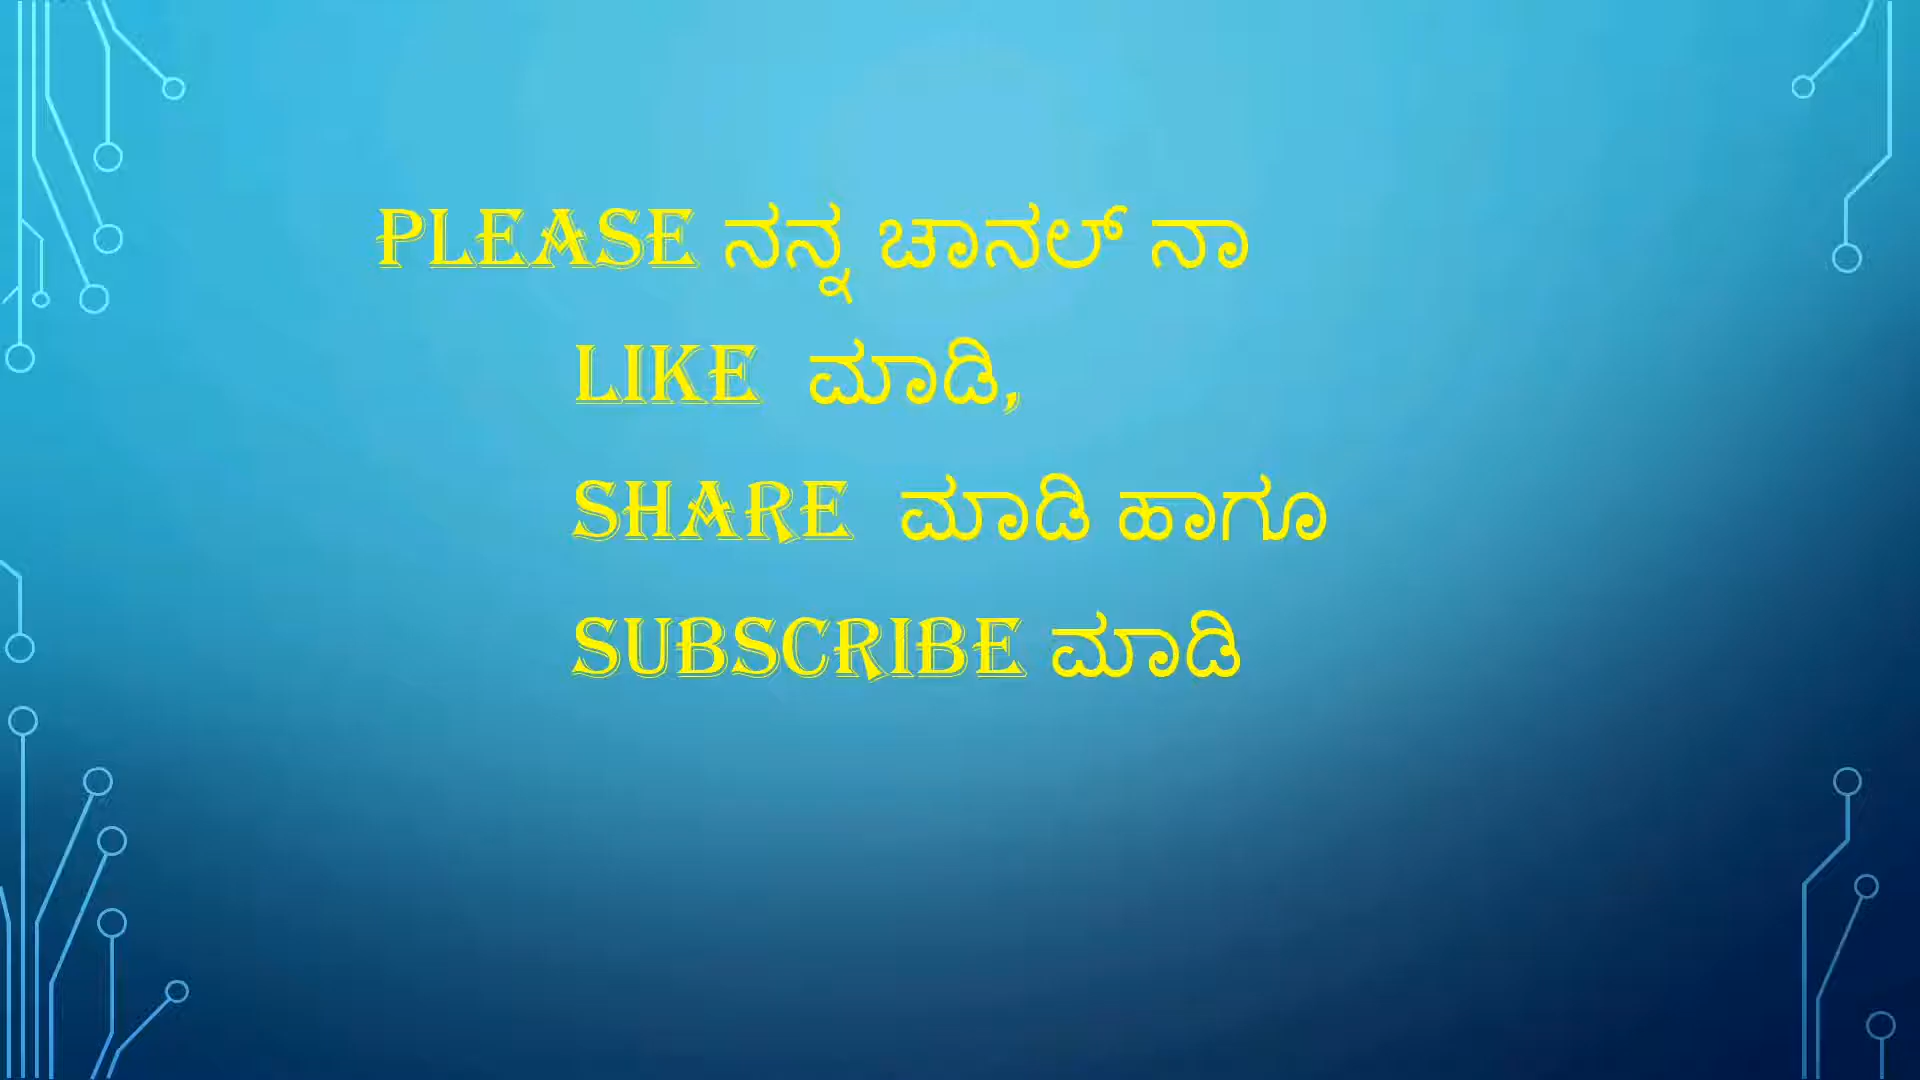 PLEASE ನನ್ನ ಚಾನಲ್ ನಾ
LIKE ಮಾಡಿ,
SHARE ಮಾಡಿ ಹಾಗೂ
SUBSCRIBE ಮಾಡಿ